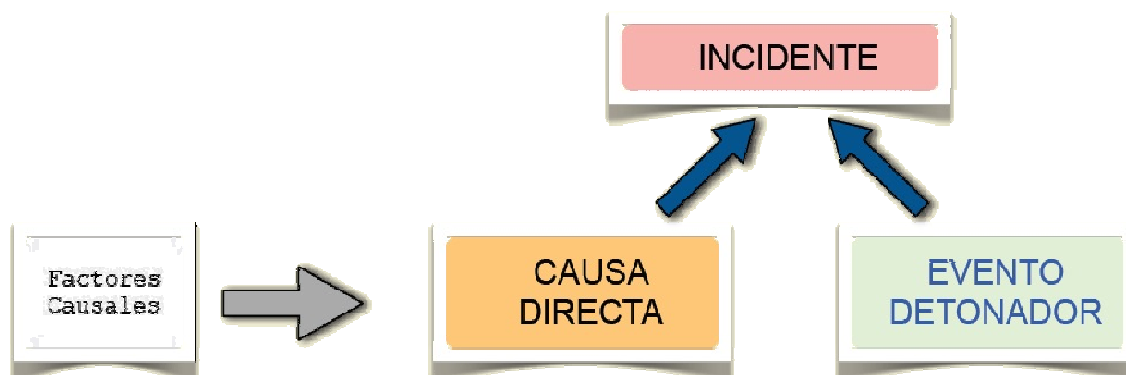 INCIDENTE
Factores
Causales
CAUSA
DIRECTA
EVENTO
DETONADOR